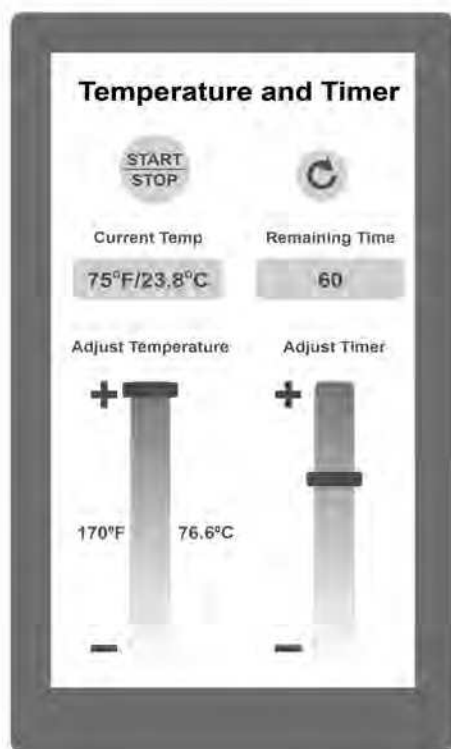 Temperature and Timer
START
STOP
Current Temp
Remaining Time
75°F/23.8°C
60
Adjust Temperature
Adjust Timer
+
+
170°F
76.6°C
−
−